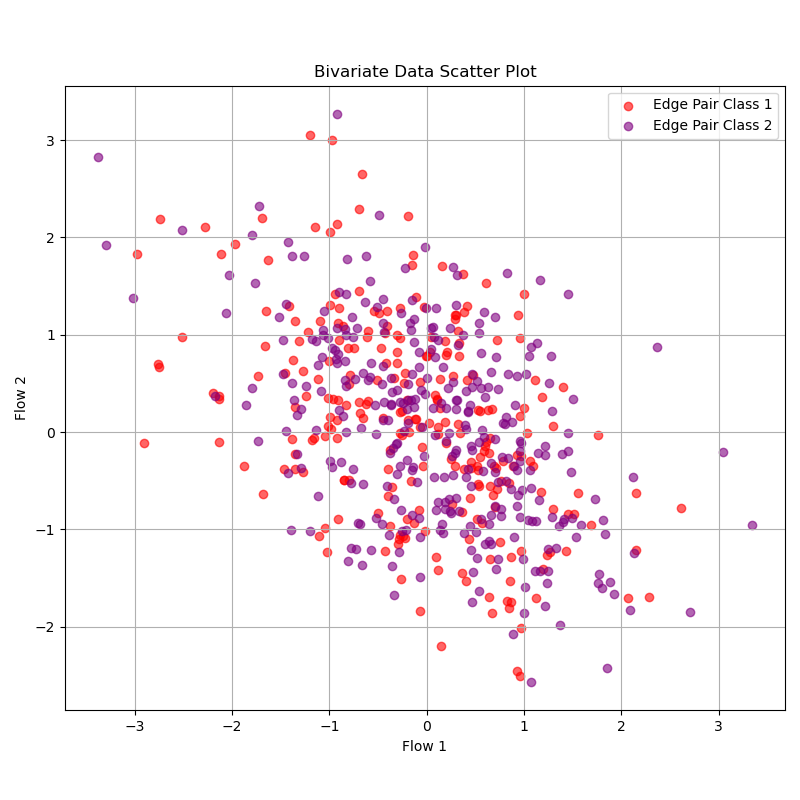 Bivariate Data Scatter Plot
Edge Pair Class 1
Edge Pair Class 2
3
2
1
0
−1
−2
Flow 2
−3 −2 −1 0 1 2 3
Flow 1